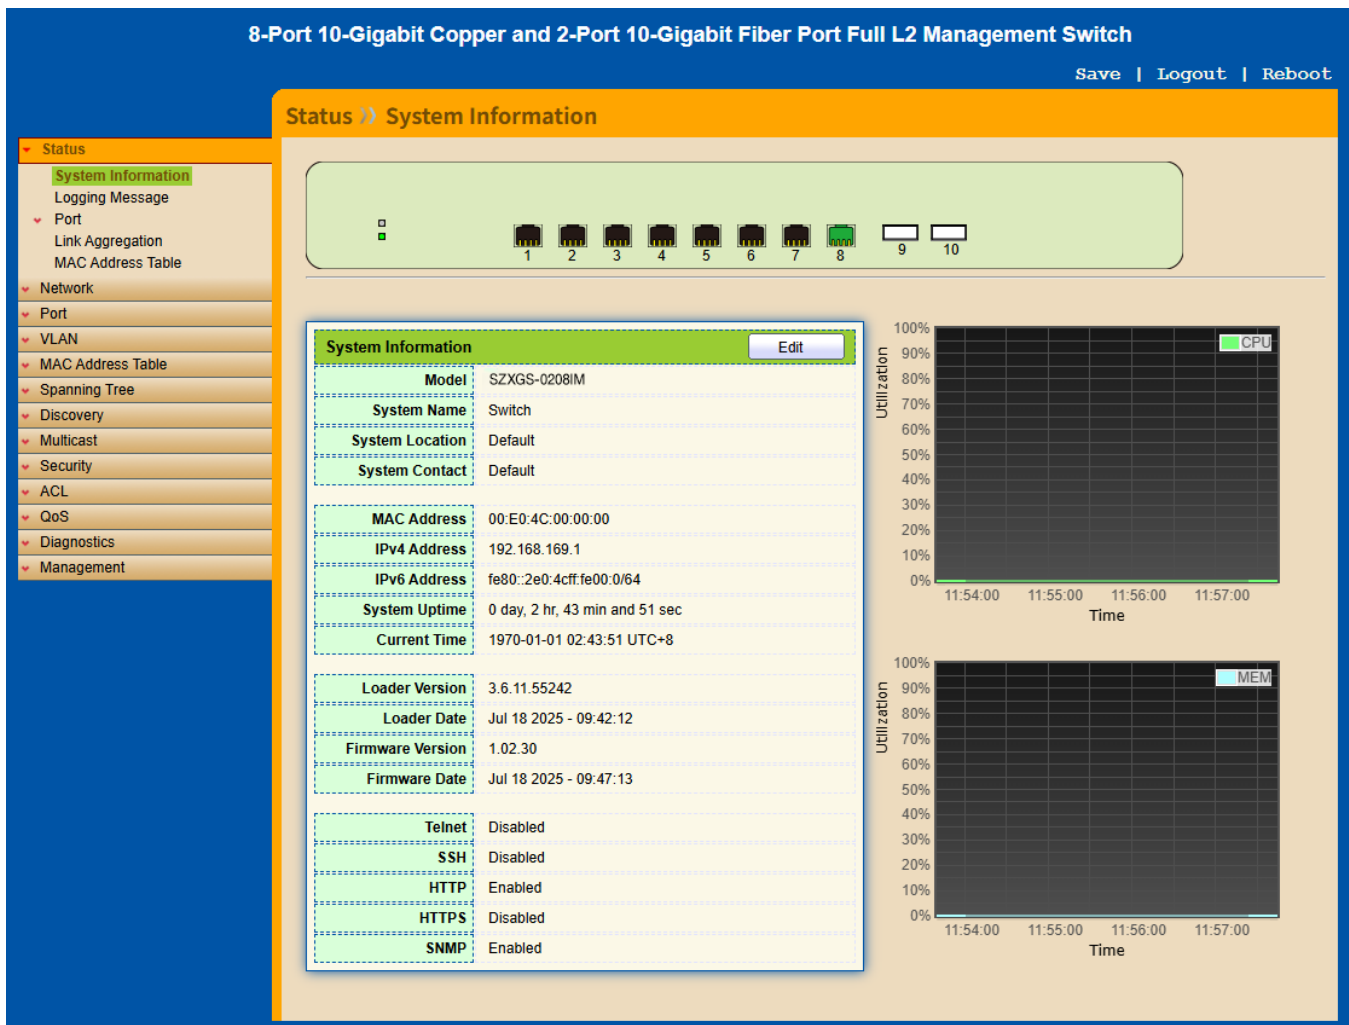 8-Port 10-Gigabit Copper and 2-Port 10-Gigabit Fiber Port Full L2 Management Switch
Save | Logout | Reboot
Status » System Information
Status
System Information
Logging Message
Port
Link Aggregation
MAC Address Table
Network
Port
VLAN
MAC Address Table
Spanning Tree
Discovery
Multicast
Security
ACL
QoS
Diagnostics
Management
1 2 3 4 5 6 7 8 9 10
System Information Edit
Model SZXGS-0208IM
System Name Switch
System Location Default
System Contact Default
MAC Address 00:E0:4C:00:00:00
IPv4 Address 192.168.169.1
IPv6 Address fe80::2e0:4cff:fe00:0/64
System Uptime 0 day, 2 hr, 43 min and 51 sec
Current Time 1970-01-01 02:43:51 UTC+8
Loader Version 3.6.11.55242
Loader Date Jul 18 2025 - 09:42:12
Firmware Version 1.02.30
Firmware Date Jul 18 2025 - 09:47:13
Telnet Disabled
SSH Disabled
HTTP Enabled
HTTPS Disabled
SNMP Enabled
Utilization
100%
90%
80%
70%
60%
50%
40%
30%
20%
10%
0%
CPU
11:54:00 11:55:00 11:56:00 11:57:00
Time
Utilization
100%
90%
80%
70%
60%
50%
40%
30%
20%
10%
0%
MEM
11:54:00 11:55:00 11:56:00 11:57:00
Time